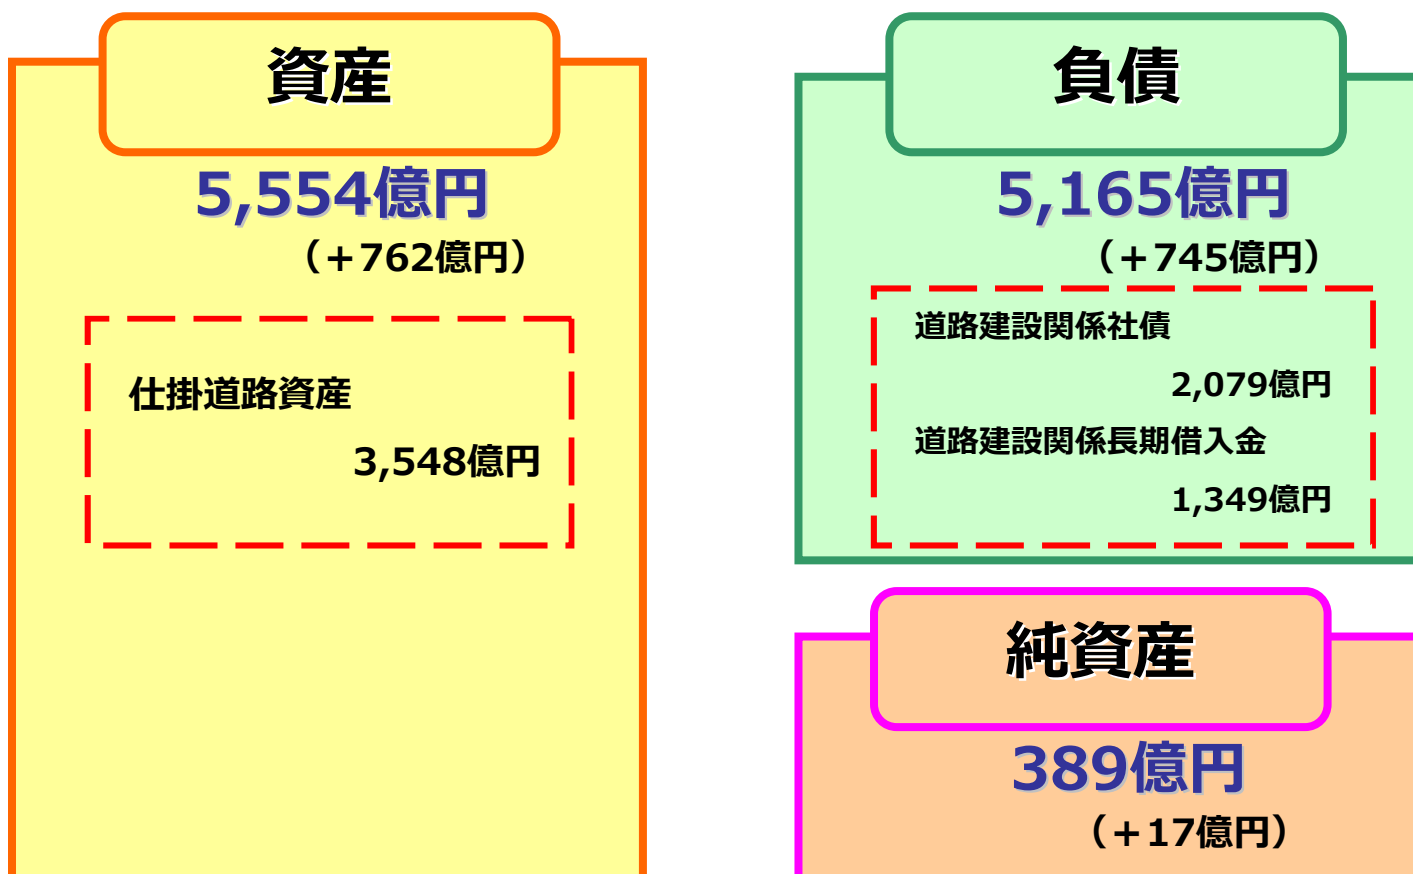 資産
5,554億円
（＋762億円）
仕掛道路資産
3,548億円
負債
5,165億円
（＋745億円）
道路建設関係社債
2,079億円
道路建設関係長期借入金
1,349億円
純資産
389億円
（＋17億円）